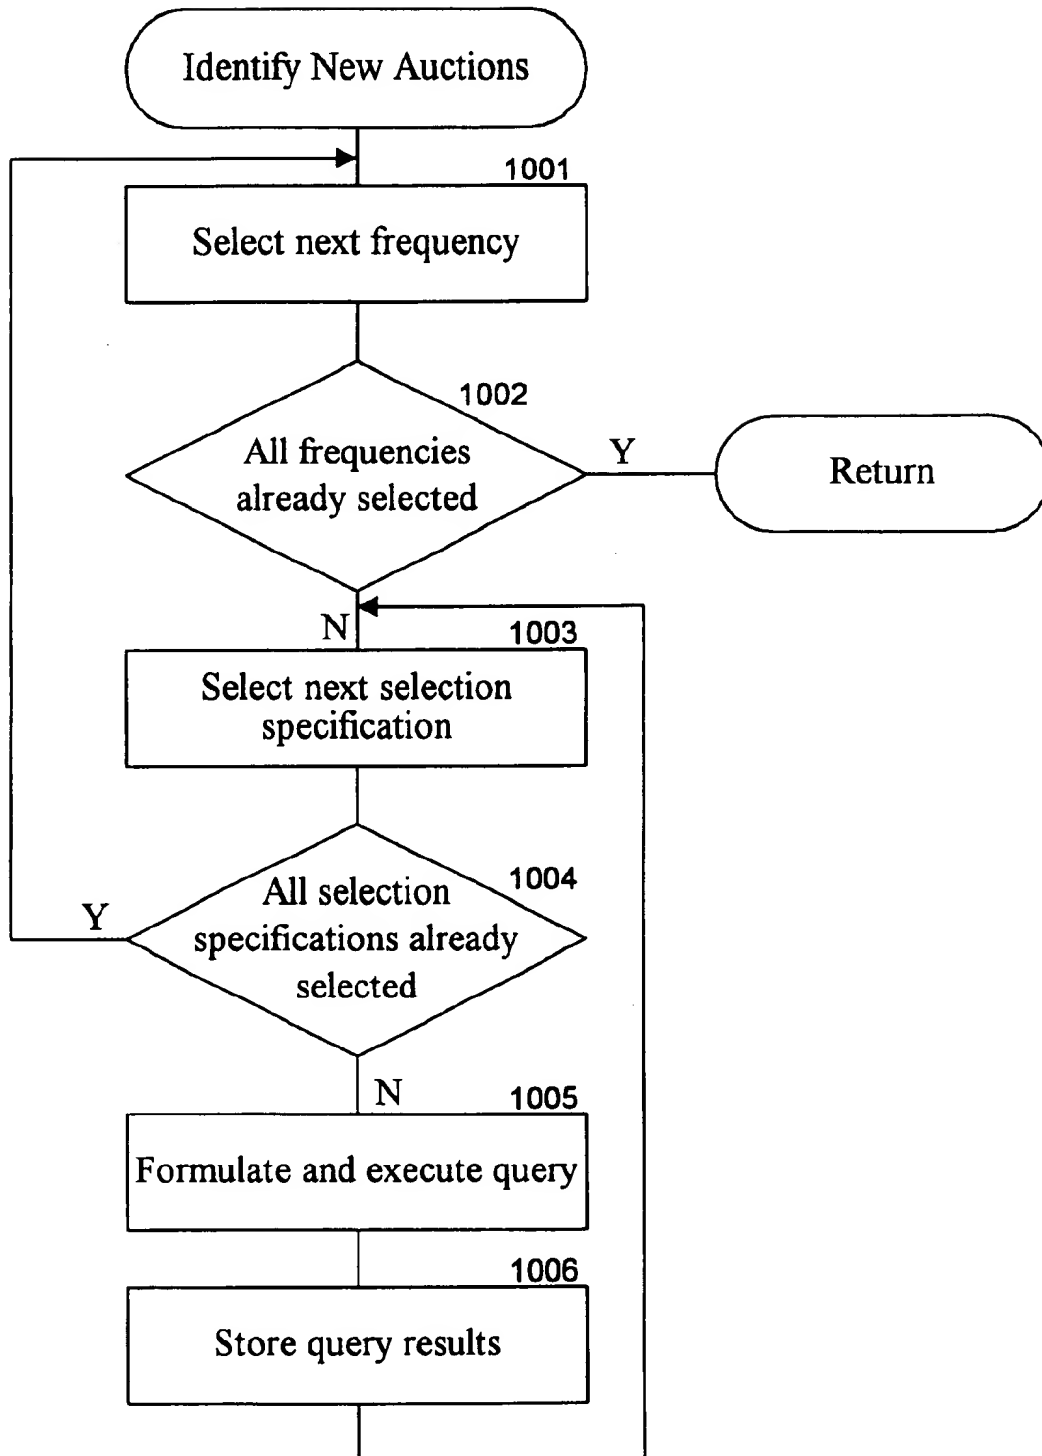 Identify New Auctions
1001
Select next frequency
1002
All frequencies
already selected
Y
Return
N
1003
Select next selection
specification
1004
All selection
specifications already
selected
Y
N
1005
Formulate and execute query
1006
Store query results